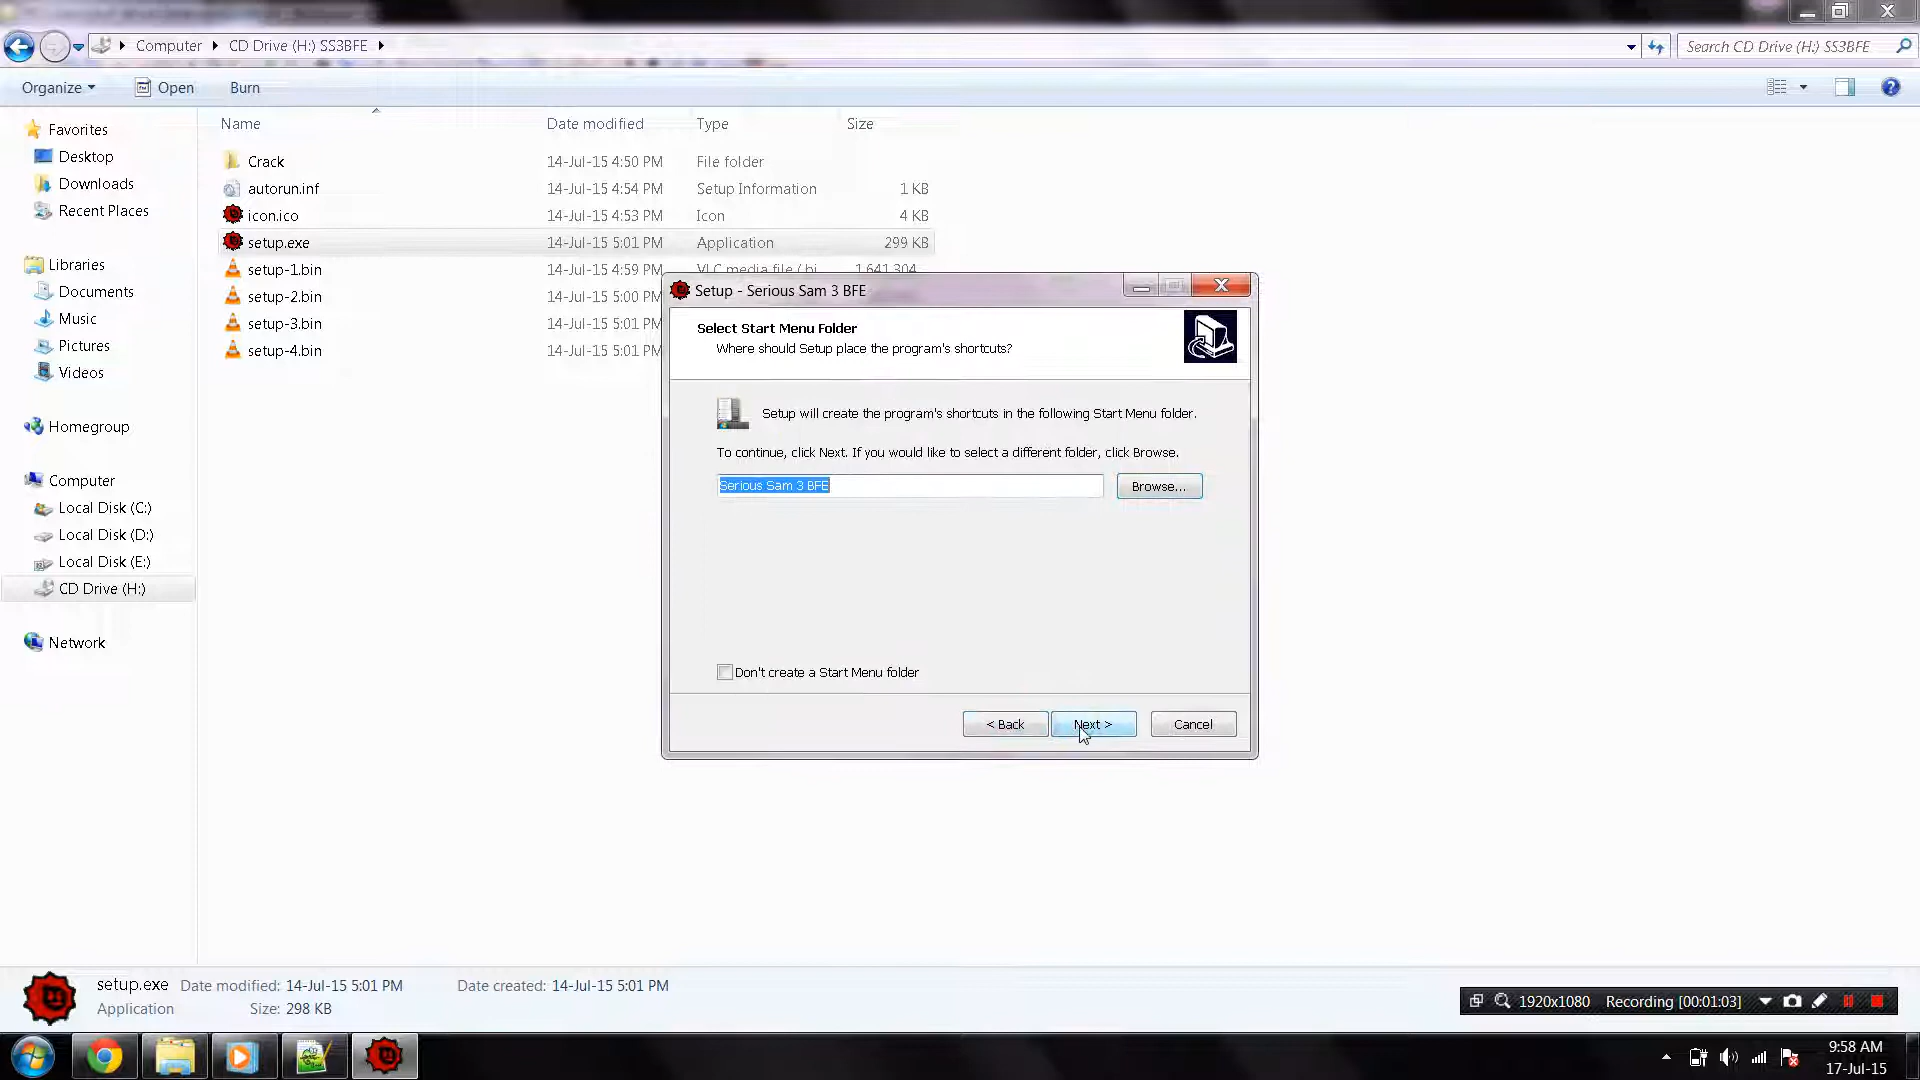 Computer
CD Drive (H:) SS3BFE
Search CD Drive (H:) SS3BFE
Organize
Open
Burn
Name
Date modified
Type
Size
Favorites
Desktop
Downloads
Recent Places
Libraries
Documents
Music
Pictures
Videos
Homegroup
Computer
Local Disk (C:)
Local Disk (D:)
Local Disk (E:)
CD Drive (H:)
Network
Crack 14-Jul-15 4:50 PM File folder
autorun.inf 14-Jul-15 4:54 PM Setup Information 1 KB
icon.ico 14-Jul-15 4:53 PM Icon 4 KB
setup.exe 14-Jul-15 5:01 PM Application 299 KB
setup-1.bin 14-Jul-15 4:59 PM VLC media file (.bi 1,641,304
setup-2.bin 14-Jul-15 5:00 PM
setup-3.bin 14-Jul-15 5:01 PM
setup-4.bin 14-Jul-15 5:01 PM
Setup - Serious Sam 3 BFE
Select Start Menu Folder
Where should Setup place the program's shortcuts?
Setup will create the program's shortcuts in the following Start Menu folder.
To continue, click Next. If you would like to select a different folder, click Browse.
Serious Sam 3 BFE
Browse...
Don't create a Start Menu folder
< Back
Next >
Cancel
setup.exe Date modified: 14-Jul-15 5:01 PM Date created: 14-Jul-15 5:01 PM
Application Size: 298 KB
1920x1080 Recording [00:01:03]
9:58 AM
17-Jul-15